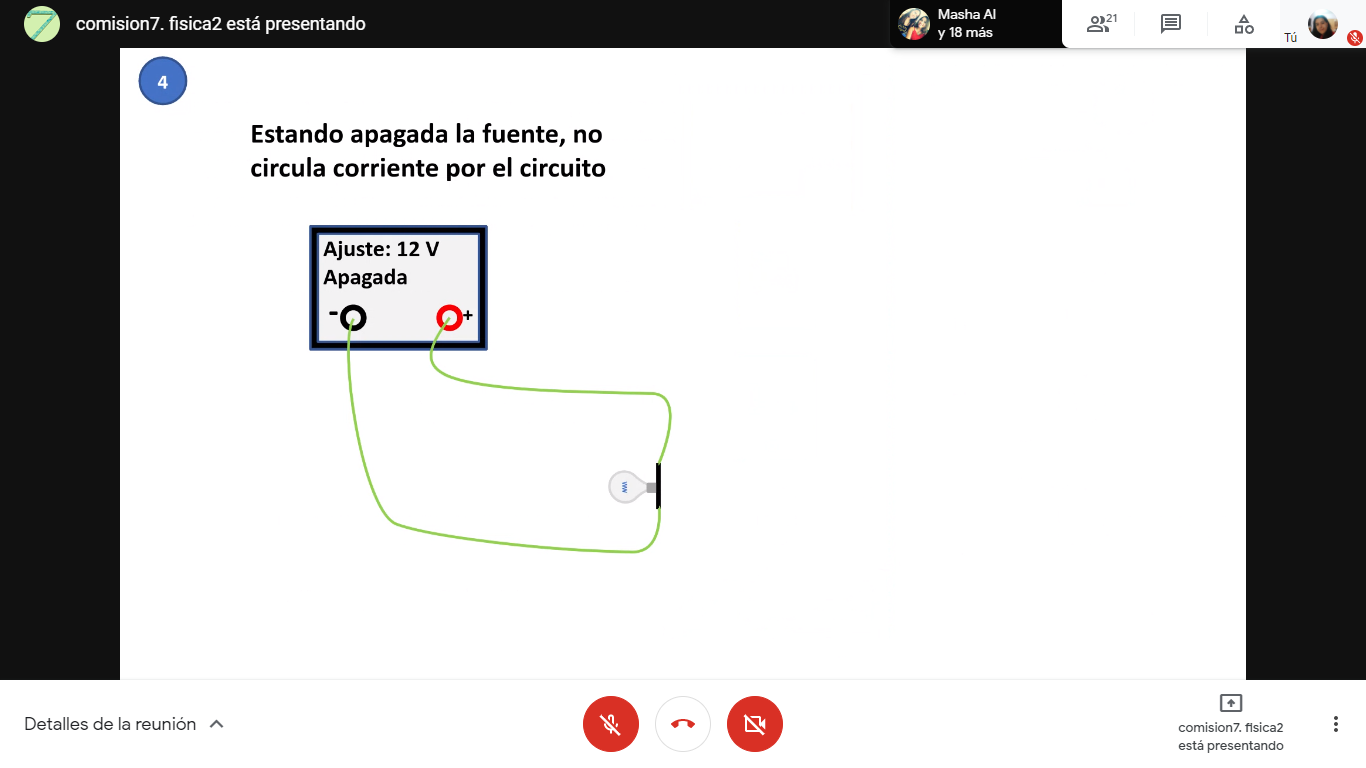 comision7. fisica2 está presentando
Masha Al
y 18 más
21
Tú
4
Estando apagada la fuente, no
circula corriente por el circuito
Ajuste: 12 V
Apagada
- +
Detalles de la reunión
comision7. fisica2
está presentando